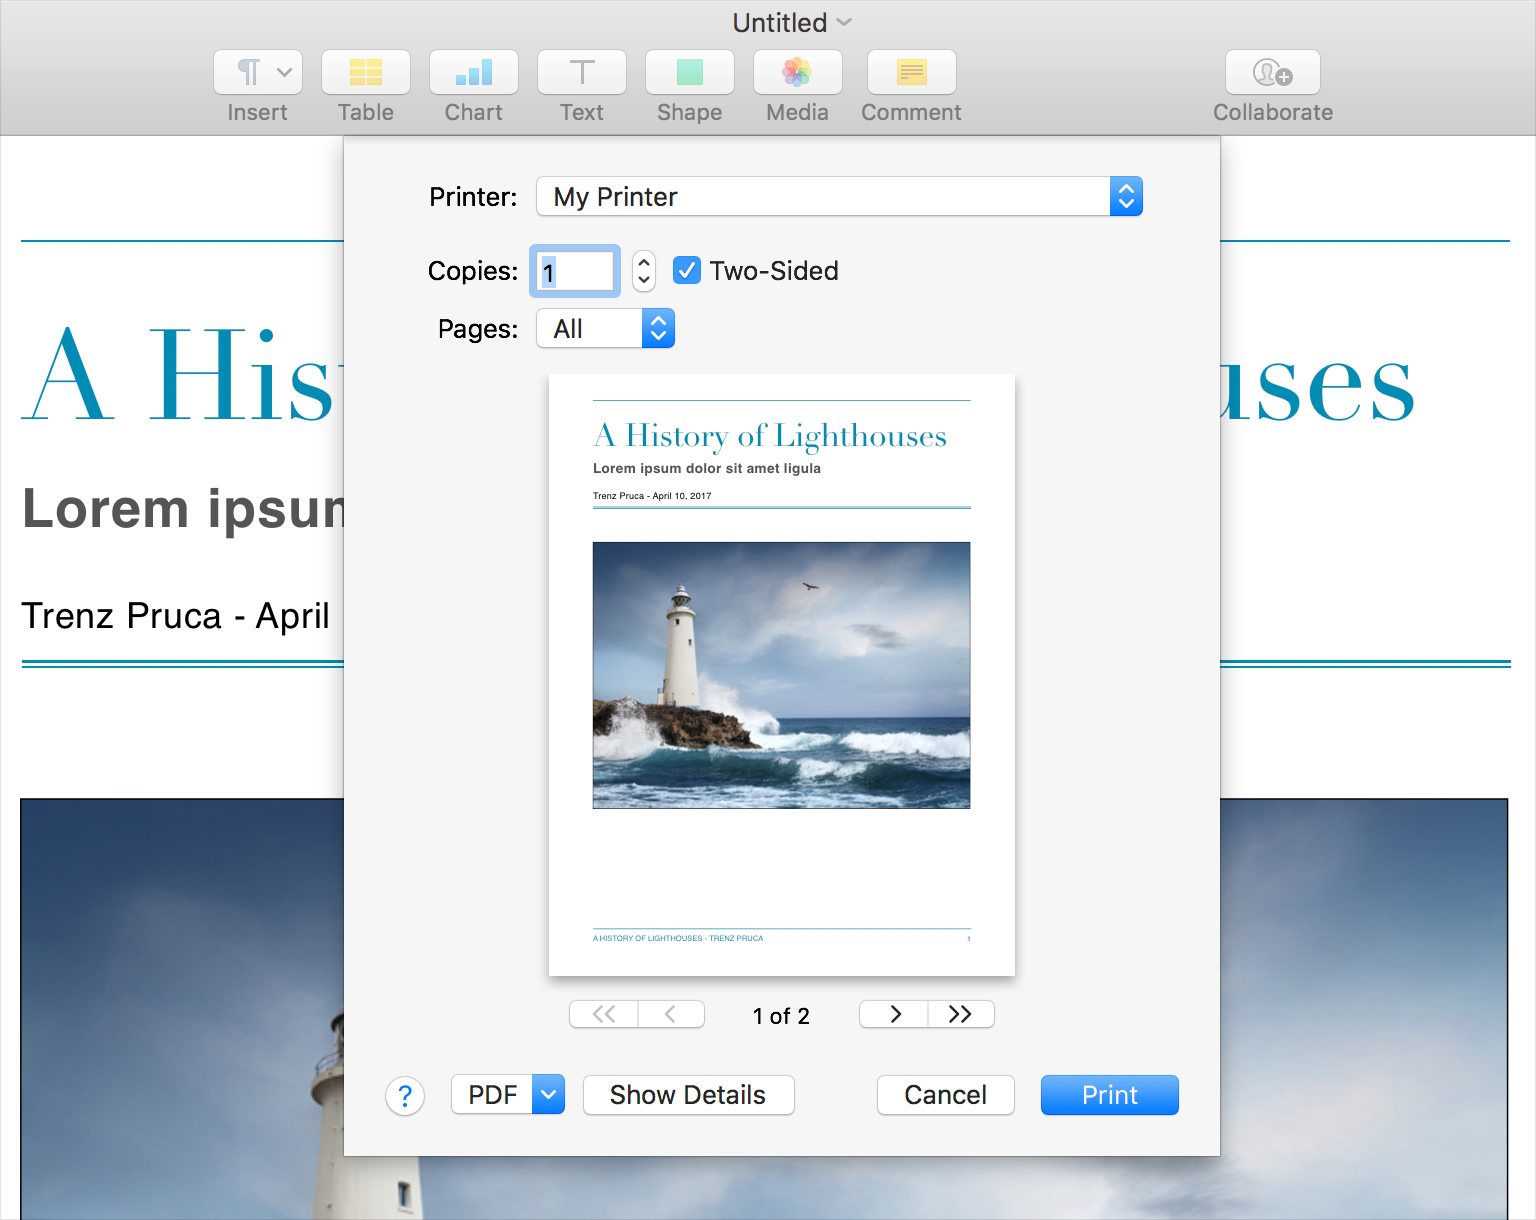 Untitled
Insert
Table
Chart
Text
Shape
Media
Comment
Collaborate
Printer: My Printer
Copies: 1 Two-Sided
Pages: All
A His
uses
Lorem ipsum
Trenz Pruca - April
A History of Lighthouses
Lorem ipsum dolor sit amet ligula
Trenz Pruca - April 10, 2017
A HISTORY OF LIGHTHOUSES - TRENZ PRUCA 1
1 of 2
? PDF Show Details Cancel Print